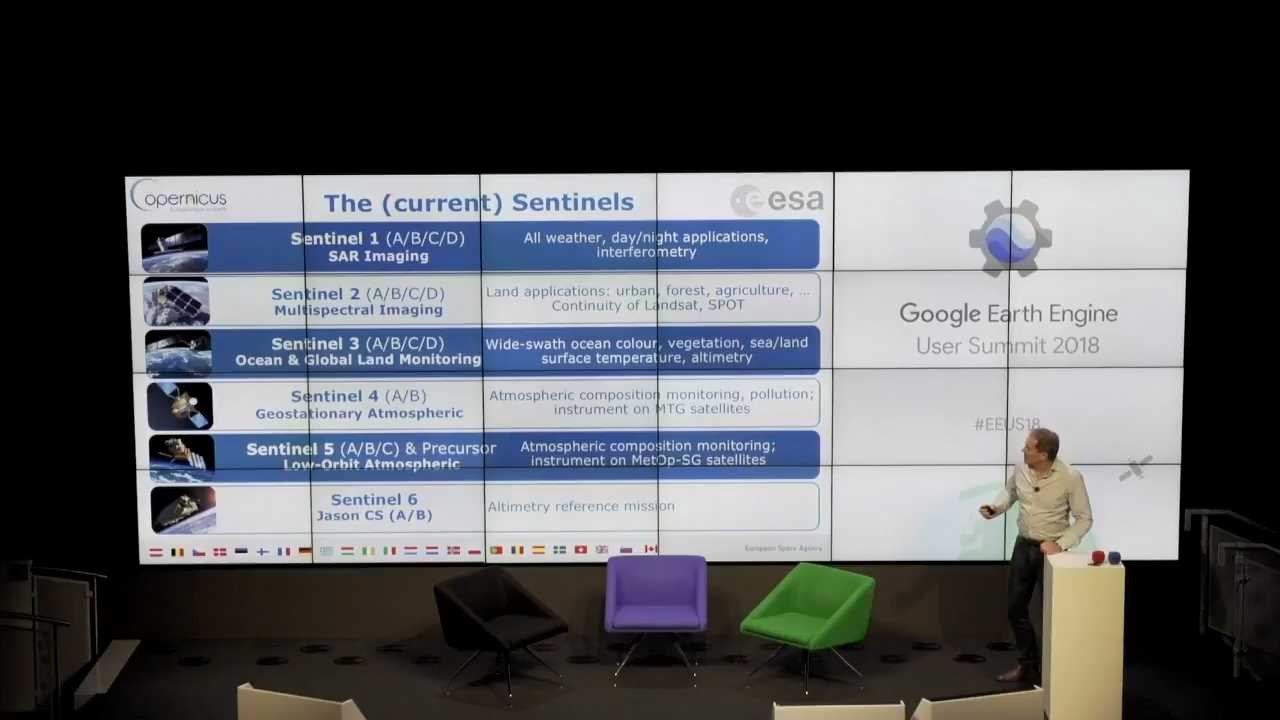 Copernicus
The (current) Sentinels
esa
Sentinel 1 (A/B/C/D)
SAR Imaging
All weather, day/night applications,
interferometry
Sentinel 2 (A/B/C/D)
Multispectral Imaging
Land applications: urban, forest, agriculture, ...
Continuity of Landsat, SPOT
Sentinel 3 (A/B/C/D)
Ocean & Global Land Monitoring
Wide-swath ocean colour, vegetation, sea/land
surface temperature, altimetry
Sentinel 4 (A/B)
Geostationary Atmospheric
Atmospheric composition monitoring, pollution;
instrument on MTG satellites
Sentinel 5 (A/B/C) & Precursor
Low-Orbit Atmospheric
Atmospheric composition monitoring;
instrument on MetOp-SG satellites
Sentinel 6
Jason CS (A/B)
Altimetry reference mission
European Space Agency
Google Earth Engine
User Summit 2018
#EEUS18